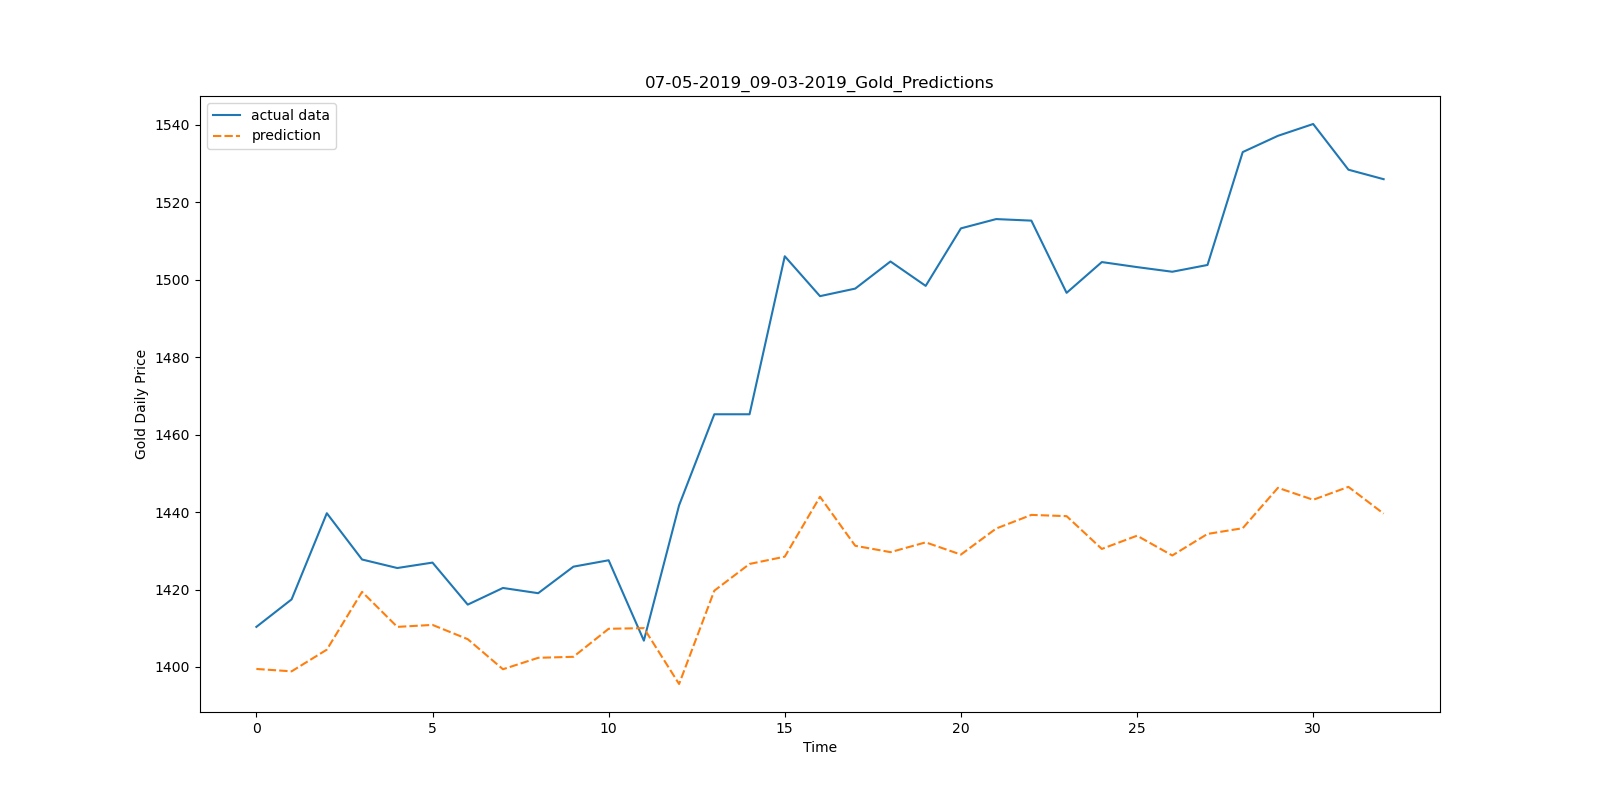 07-05-2019_09-03-2019_Gold_Predictions
actual data
prediction
1540
1520
1500
1480
1460
1440
1420
1400
Gold Daily Price
0 5 10 15 20 25 30
Time